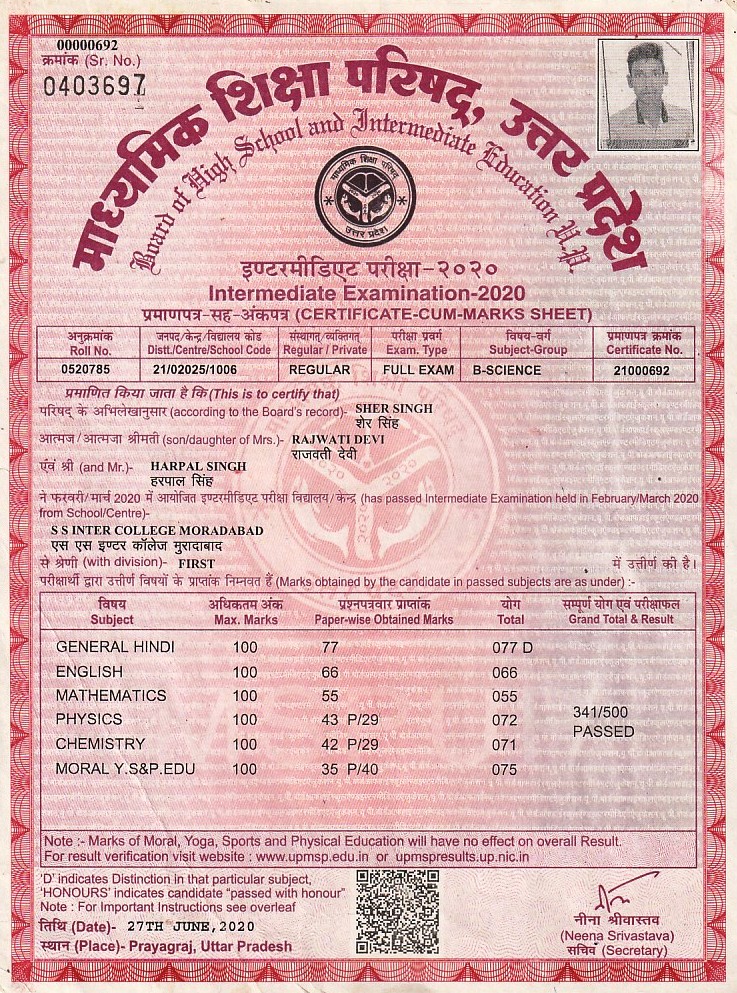 00000692
क्रमांक (Sr. No.)
0403697
माध्यमिक शिक्षा परिषद, उत्तर प्रदेश
Board of High School and Intermediate Education U.P.
माध्यमिक शिक्षा परिषद
उत्तर प्रदेश
इण्टरमीडिएट परीक्षा-२०२०
Intermediate Examination-2020
प्रमाणपत्र-सह-अंकपत्र (CERTIFICATE-CUM-MARKS SHEET)
अनुक्रमांक जनपद/केन्द्र/विद्यालय कोड संस्थागत/व्यक्तिगत परीक्षा प्रवर्ग विषय-वर्ग प्रमाणपत्र क्रमांक
Roll No. Distt./Centre/School Code Regular / Private Exam. Type Subject-Group Certificate No.
0520785 21/02025/1006 REGULAR FULL EXAM B-SCIENCE 21000692
प्रमाणित किया जाता है कि (This is to certify that)
परिषद के अभिलेखानुसार (according to the Board's record)- SHER SINGH
शेर सिंह
आत्मज/आत्मजा श्रीमती (son/daughter of Mrs.)- RAJWATI DEVI
राजवती देवी
एंवं श्री (and Mr.)- HARPAL SINGH
हरपाल सिंह
ने फरवरी/मार्च 2020 में आयोजित इण्टरमीडिएट परीक्षा विद्यालय/केन्द्र (has passed Intermediate Examination held in February/March 2020
from School/Centre)-
S S INTER COLLEGE MORADABAD
एस एस इण्टर कॉलेज मुरादाबाद
से श्रेणी (with division)- FIRST में उत्तीर्ण की है।
परीक्षार्थी द्वारा उत्तीर्ण विषयों के प्राप्तांक निम्नवत हैं (Marks obtained by the candidate in passed subjects are as under) :-
विषय अधिकतम अंक प्रश्नपत्रवार प्राप्तांक योग सम्पूर्ण योग एवं परीक्षाफल
Subject Max. Marks Paper-wise Obtained Marks Total Grand Total & Result
GENERAL HINDI 100 77 077 D
ENGLISH 100 66 066
MATHEMATICS 100 55 055
341/500
PHYSICS 100 43 P/29 072
PASSED
CHEMISTRY 100 42 P/29 071
MORAL Y.S&P.EDU 100 35 P/40 075
Note :- Marks of Moral, Yoga, Sports and Physical Education will have no effect on overall Result.
For result verification visit website : www.upmsp.edu.in or upmspresults.up.nic.in
'D' indicates Distinction in that particular subject,
'HONOURS' indicates candidate "passed with honour"
Note : For Important Instructions see overleaf
तिथि (Date)- 27TH JUNE,2020
स्थान (Place)- Prayagraj, Uttar Pradesh
नीना श्रीवास्तव
(Neena Srivastava)
सचिव (Secretary)